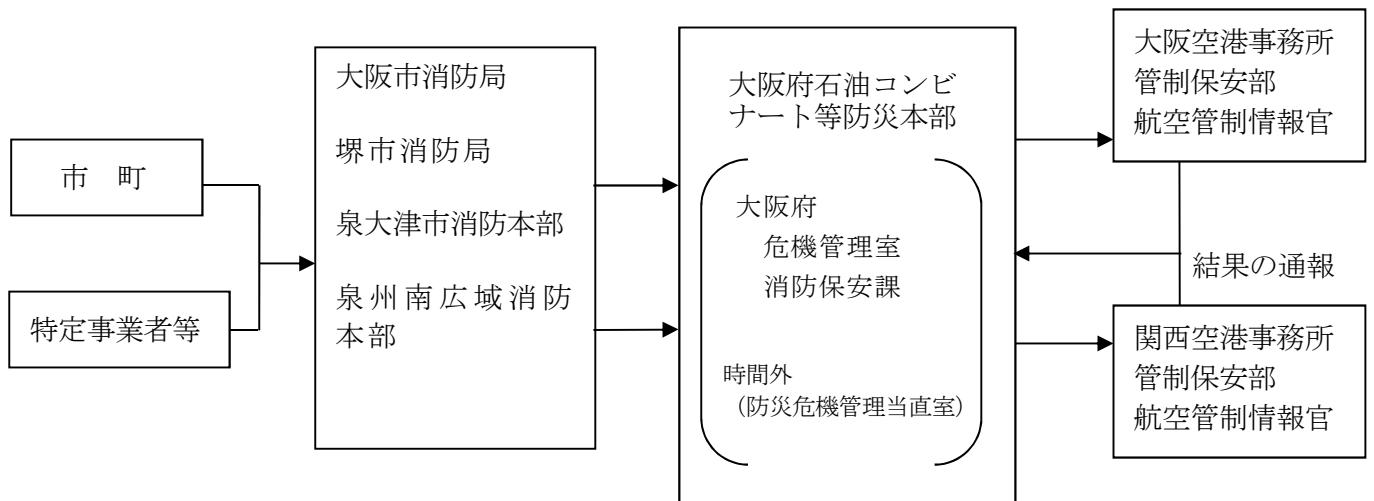 市　町
特定事業者等
大阪市消防局
堺市消防局
泉大津市消防本部
泉州南広域消防
本部
大阪府石油コンビ
ナート等防災本部
大阪府
危機管理室
消防保安課
時間外
（防災危機管理当直室）
大阪空港事務所
管制保安部
航空管制情報官
結果の通報
関西空港事務所
管制保安部
航空管制情報官